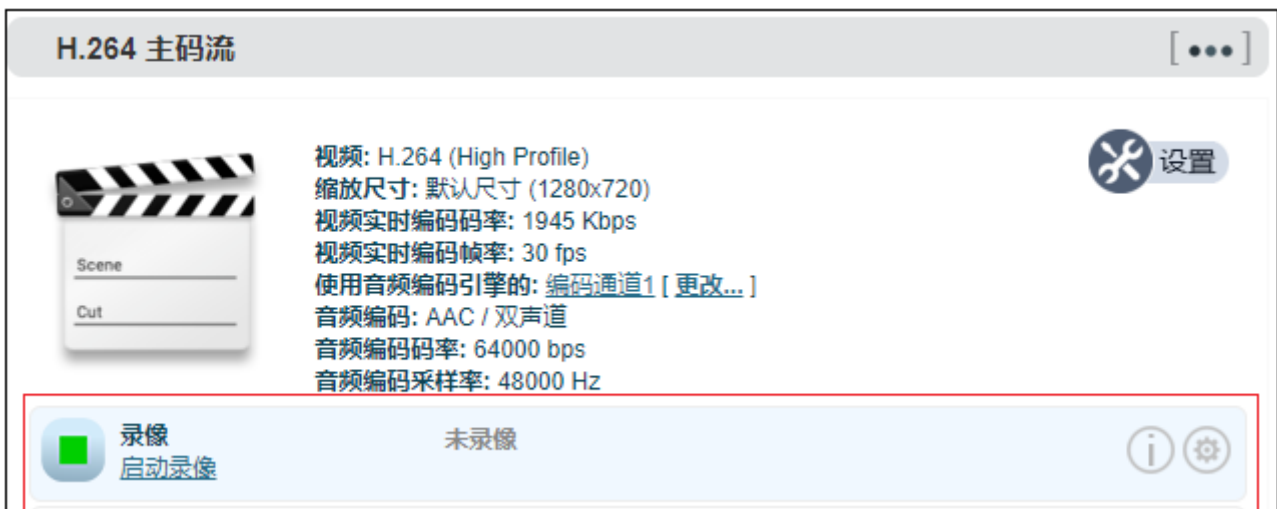 H.264 主码流
[•••]
设置
视频: H.264 (High Profile)
缩放尺寸: 默认尺寸 (1280x720)
视频实时编码码率: 1945 Kbps
视频实时编码帧率: 30 fps
使用音频编码引擎的: 编码通道1 [ 更改... ]
音频编码: AAC / 双声道
音频编码码率: 64000 bps
音频编码采样率: 48000 Hz
Scene
Cut
录像
未录像
启动录像